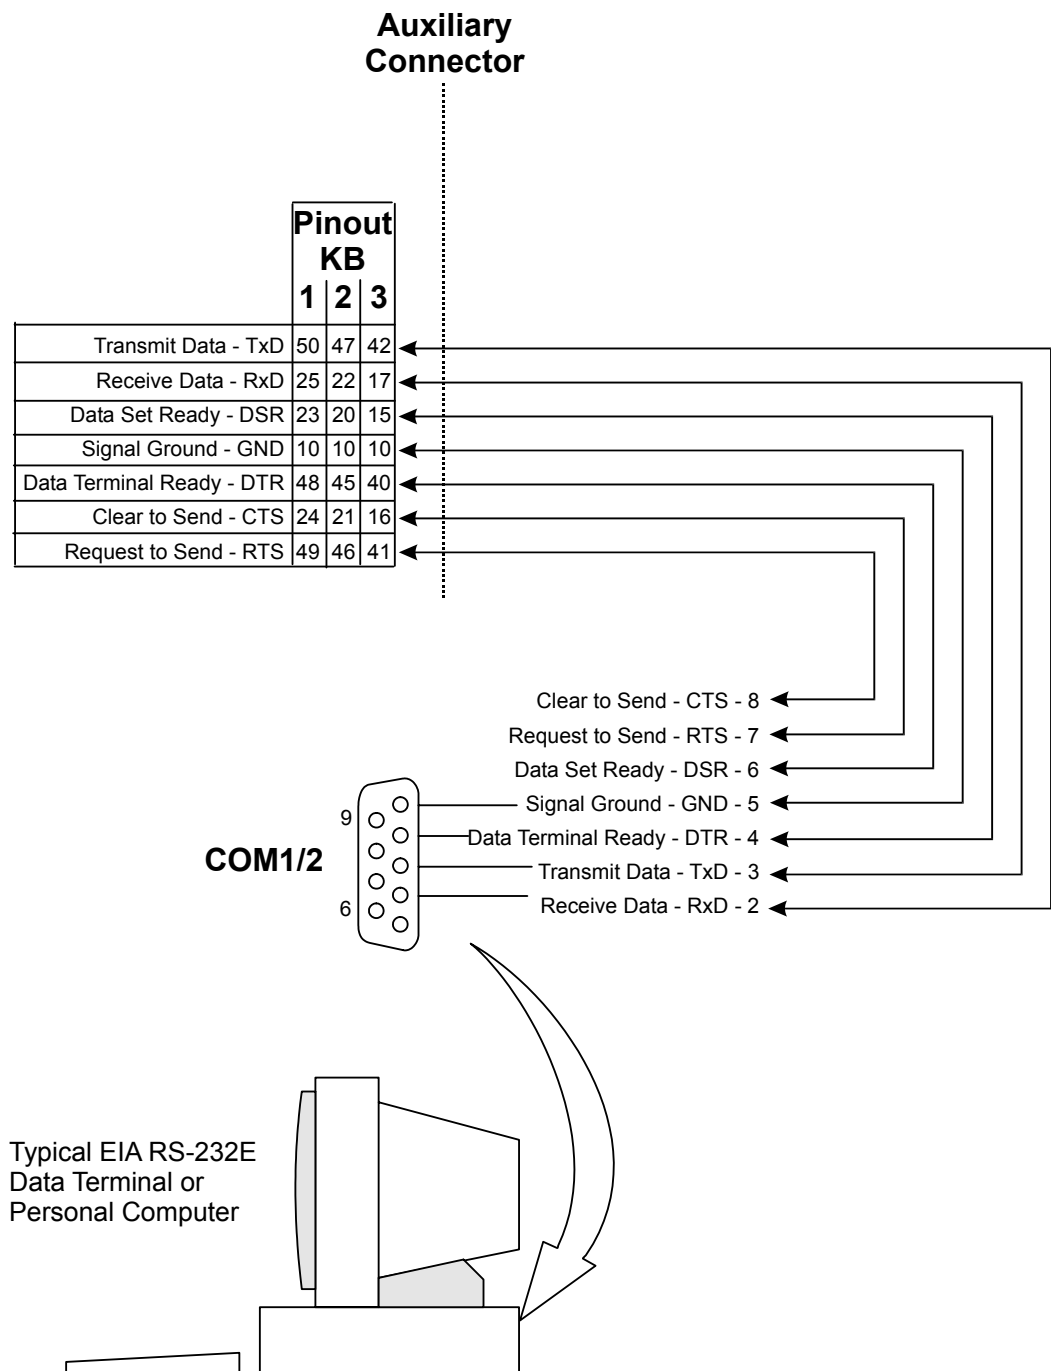 Auxiliary
Connector
Pinout
KB
1 2 3
Transmit Data - TxD 50 47 42
Receive Data - RxD 25 22 17
Data Set Ready - DSR 23 20 15
Signal Ground - GND 10 10 10
Data Terminal Ready - DTR 48 45 40
Clear to Send - CTS 24 21 16
Request to Send - RTS 49 46 41
Clear to Send - CTS - 8
Request to Send - RTS - 7
Data Set Ready - DSR - 6
Signal Ground - GND - 5
Data Terminal Ready - DTR - 4
Transmit Data - TxD - 3
Receive Data - RxD - 2
9
COM1/2
6
Typical EIA RS-232E
Data Terminal or
Personal Computer